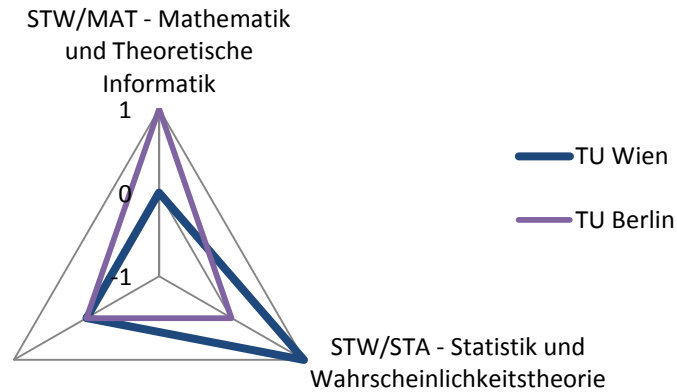 STW/MAT - Mathematik
und Theoretische
Informatik
1
0
-1
TU Wien
TU Berlin
STW/STA - Statistik und
Wahrscheinlichkeitstheorie